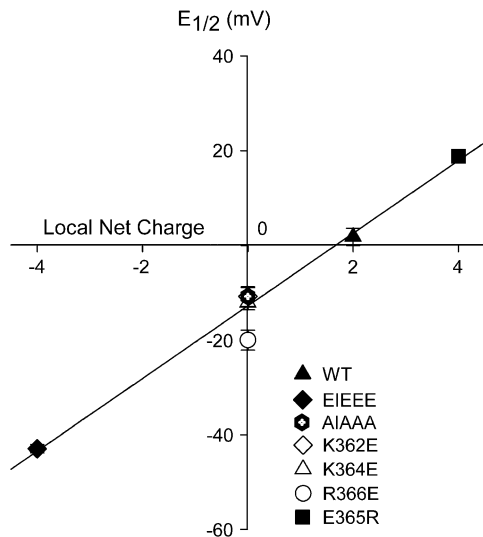 E1/2 (mV)
40
20
Local Net Charge 0
-4 -2 2 4
-20
-40
-60
WT
EIEEE
AIAAA
K362E
K364E
R366E
E365R